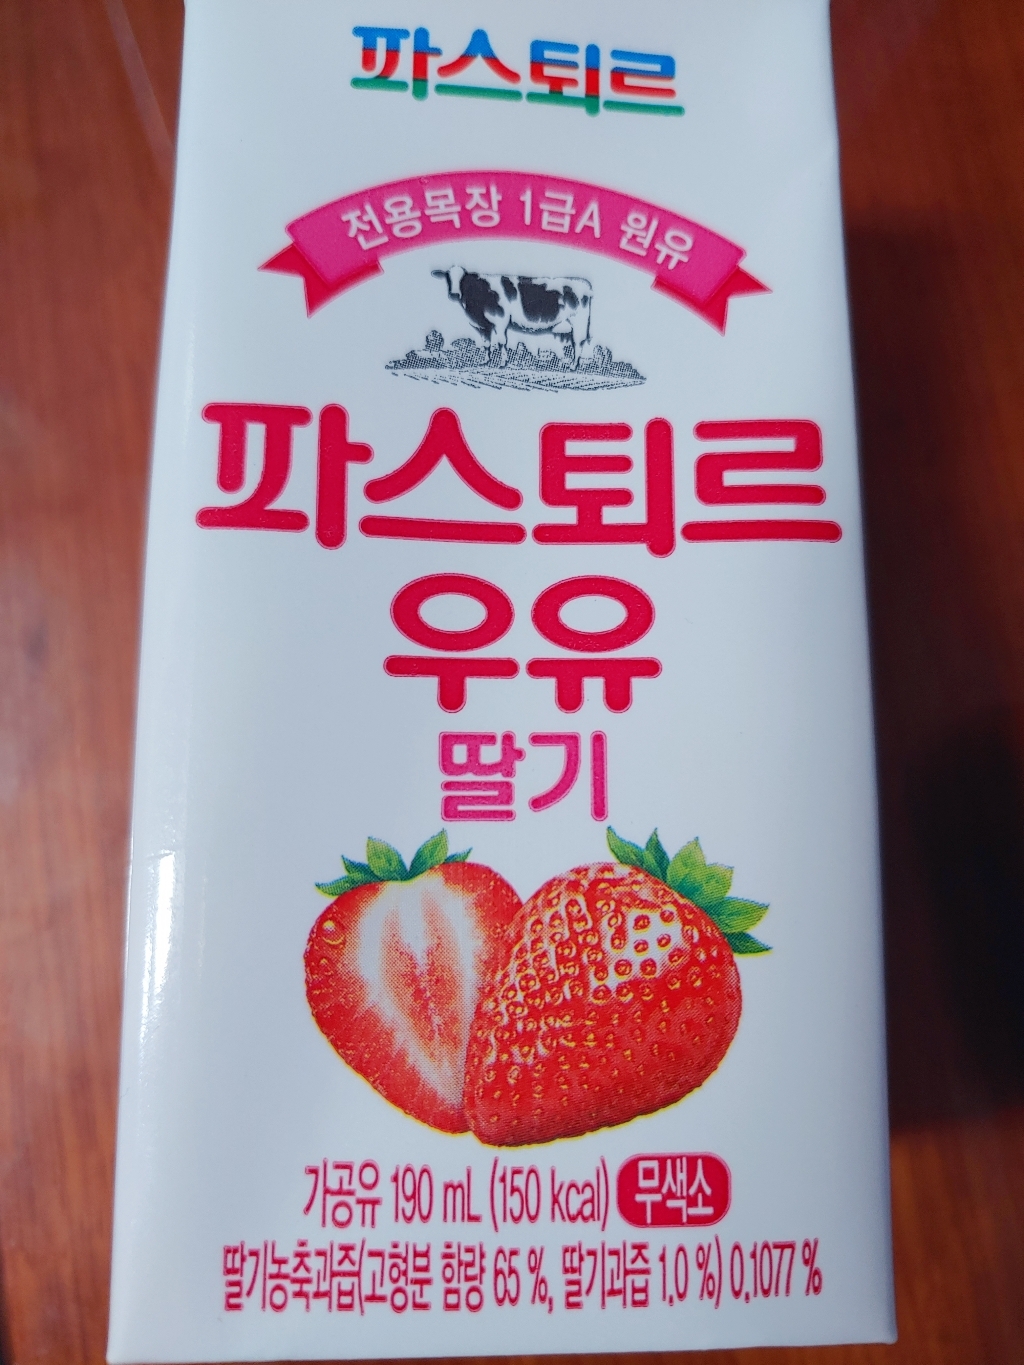 파스퇴르
전용목장 1급A 원유
파스퇴르
우유
딸기
가공유 190 mL (150 kcal) 무색소
딸기농축과즙(고형분 함량 65 %, 딸기과즙 1.0 %) 0.1077 %